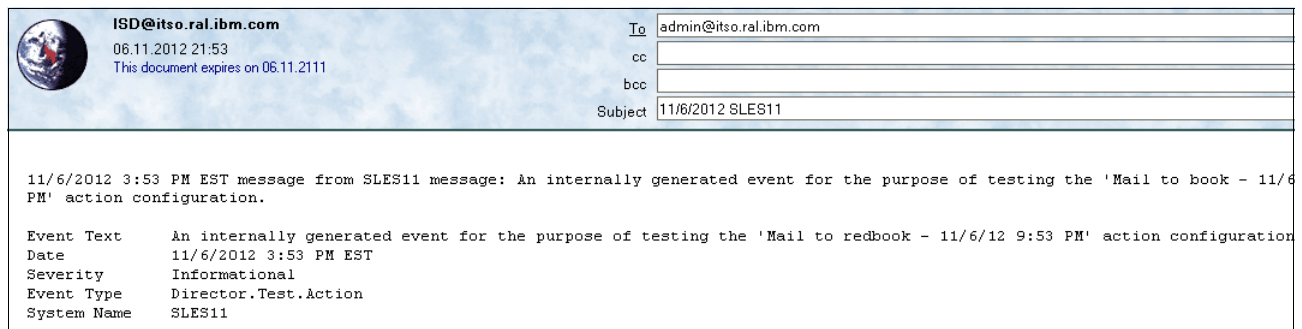 ISD@itso.ral.ibm.com
06.11.2012 21:53
This document expires on 06.11.2111
To admin@itso.ral.ibm.com
cc
bcc
Subject 11/6/2012 SLES11
11/6/2012 3:53 PM EST message from SLES11 message: An internally generated event for the purpose of testing the 'Mail to book - 11/6
PM' action configuration.
Event Text An internally generated event for the purpose of testing the 'Mail to redbook - 11/6/12 9:53 PM' action configuration
Date 11/6/2012 3:53 PM EST
Severity Informational
Event Type Director.Test.Action
System Name SLES11